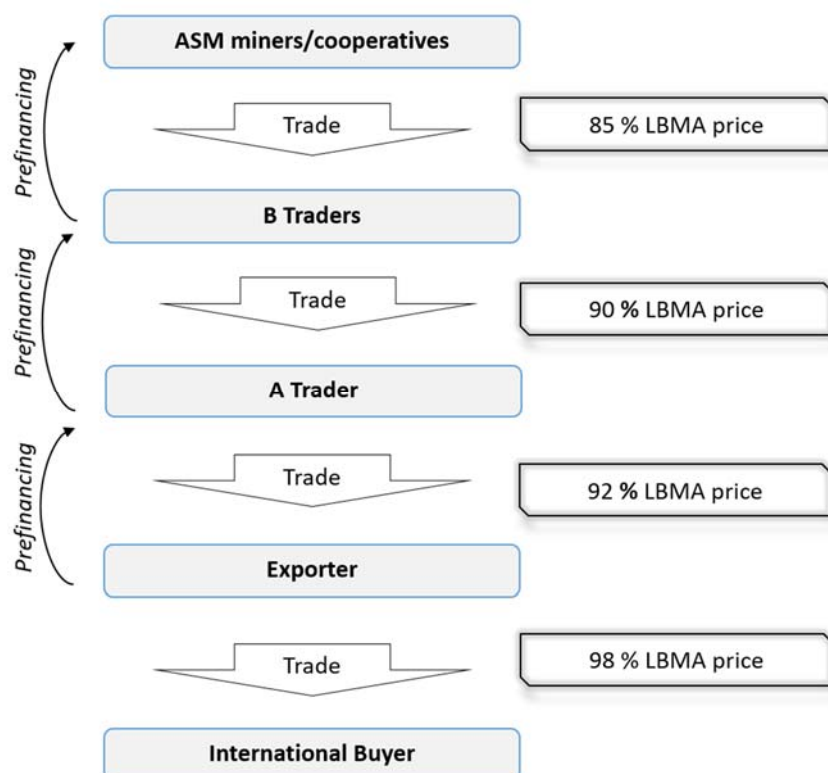 ASM miners/cooperatives
Prefinancing
Trade
85 % LBMA price
B Traders
Prefinancing
Trade
90 % LBMA price
A Trader
Prefinancing
Trade
92 % LBMA price
Exporter
Trade
98 % LBMA price
International Buyer